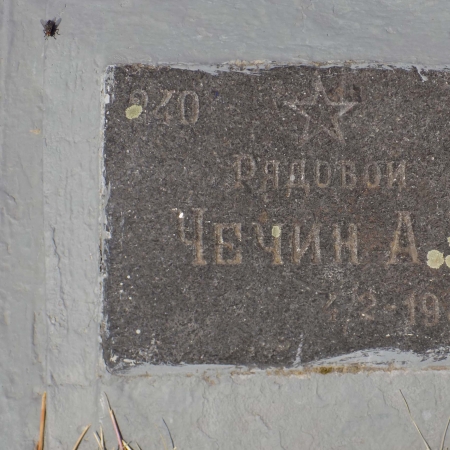 240
Рядовой
Чечин А.